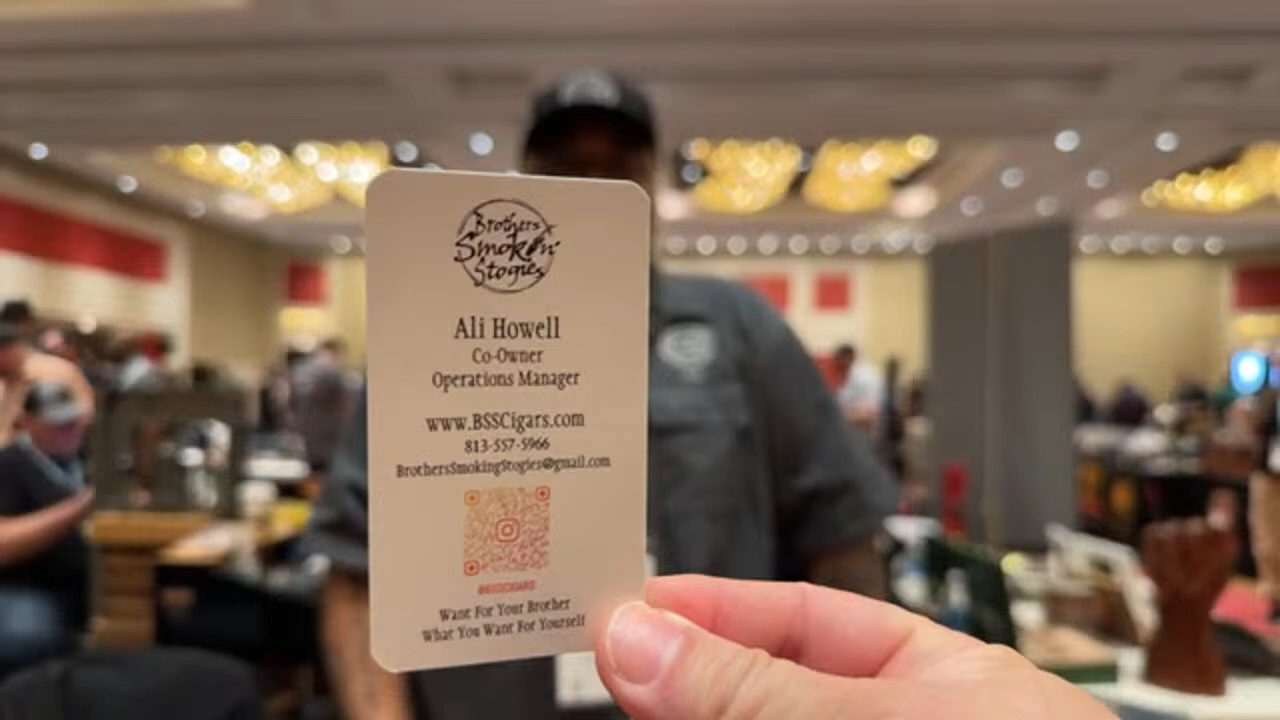 Brothers
Smokin'
Stogies
Ali Howell
Co-Owner
Operations Manager
www.BSSCigars.com
813-557-5966
BrothersSmokingStogies@gmail.com
Want For Your Brother
What You Want For Yourself